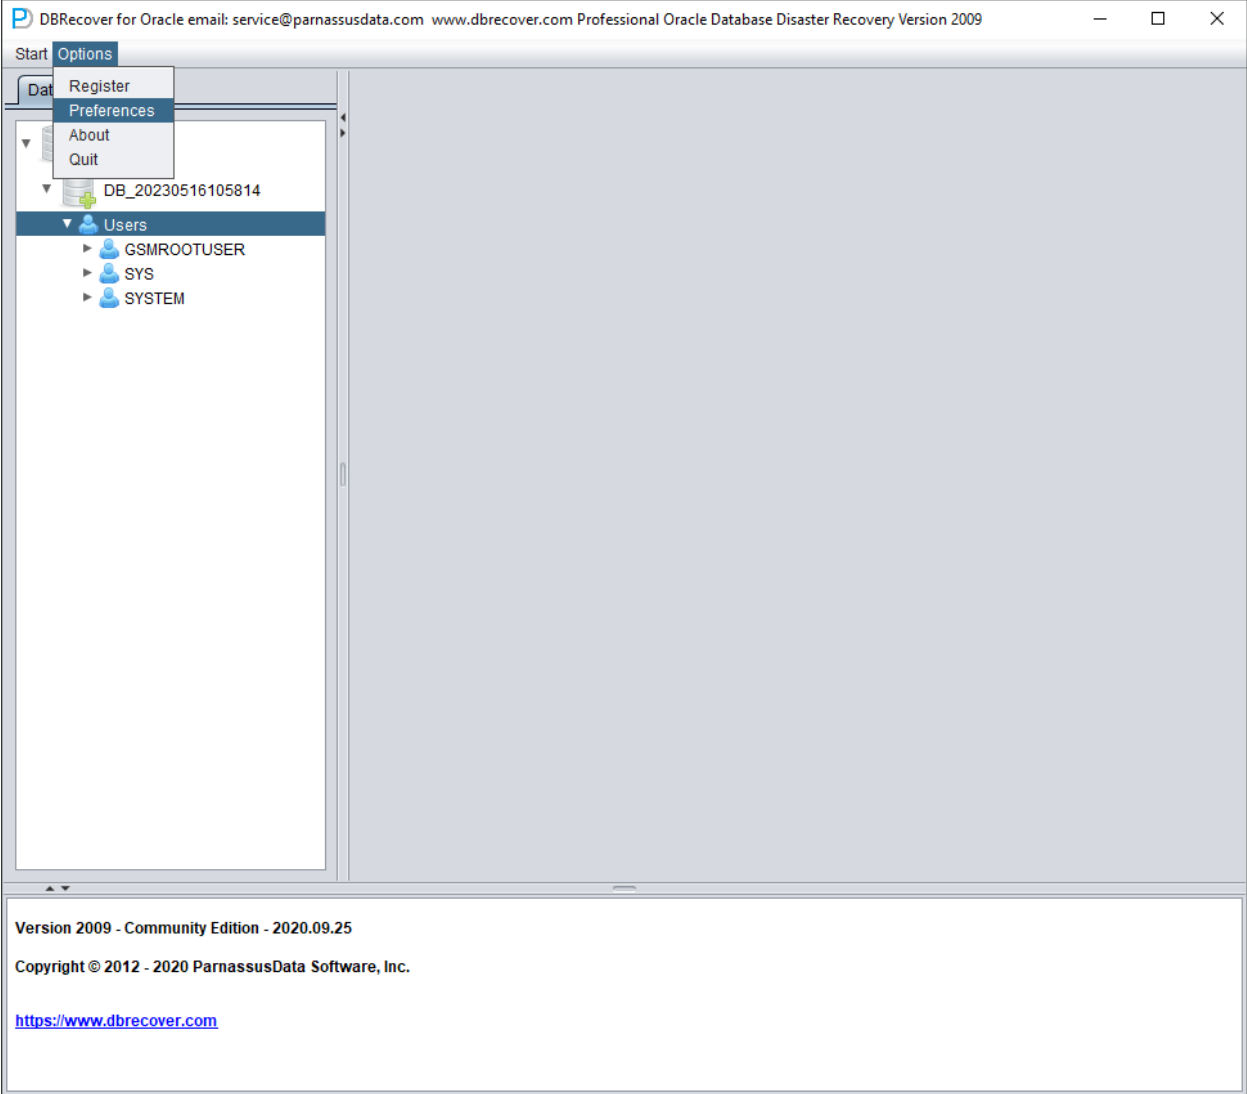 DBRecover for Oracle email: service@parnassusdata.com  www.dbrecover.com Professional Oracle Database Disaster Recovery Version 2009
Start Options
Dat
Register
Preferences
About
Quit
DB_20230516105814
Users
GSMROOTUSER
SYS
SYSTEM
Version 2009 - Community Edition - 2020.09.25
Copyright © 2012 - 2020 ParnassusData Software, Inc.
https://www.dbrecover.com